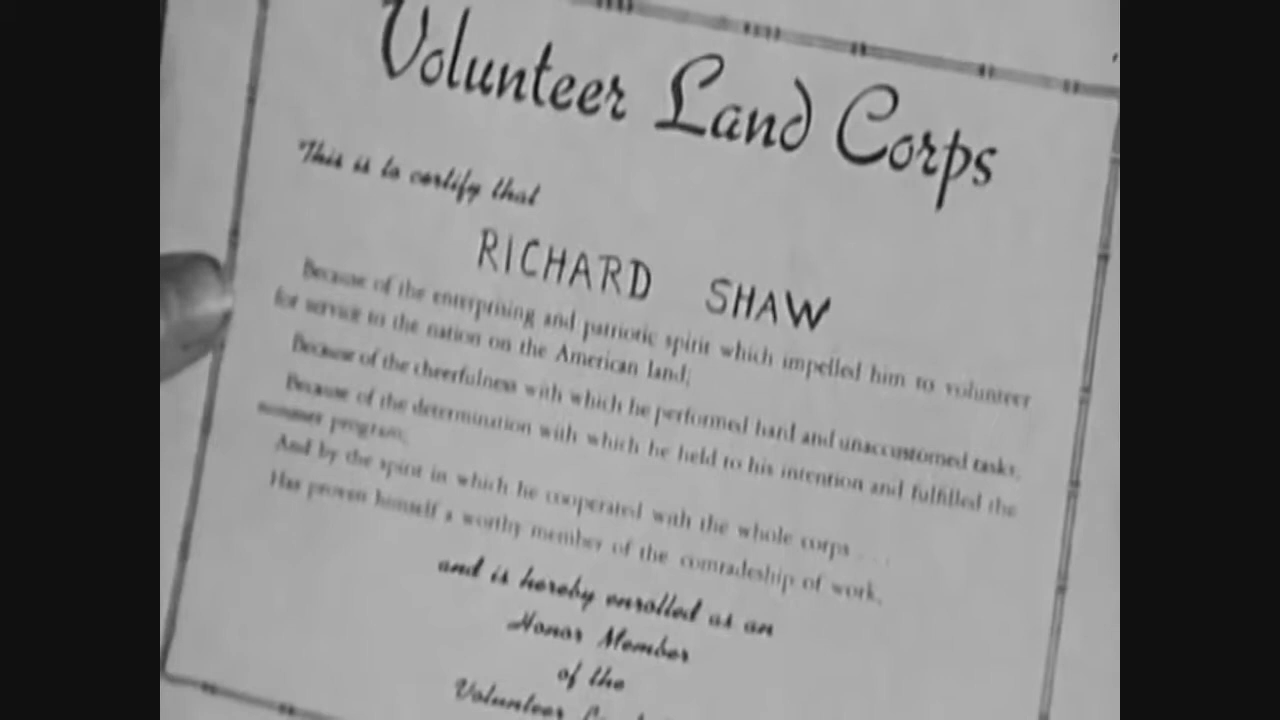 Volunteer Land Corps
This is to certify that
RICHARD SHAW
Because of the enterprising and patriotic spirit which impelled him to volunteer
for service to the nation on the American land;
Because of the cheerfulness with which he performed hard and unaccustomed tasks,
Because of the determination with which he held to his intention and fulfilled the
summer program;
And by the spirit in which he cooperated with the whole corps . . .
Has proven himself a worthy member of the comradeship of work,
and is hereby enrolled as an
Honor Member
of the
Volunteer